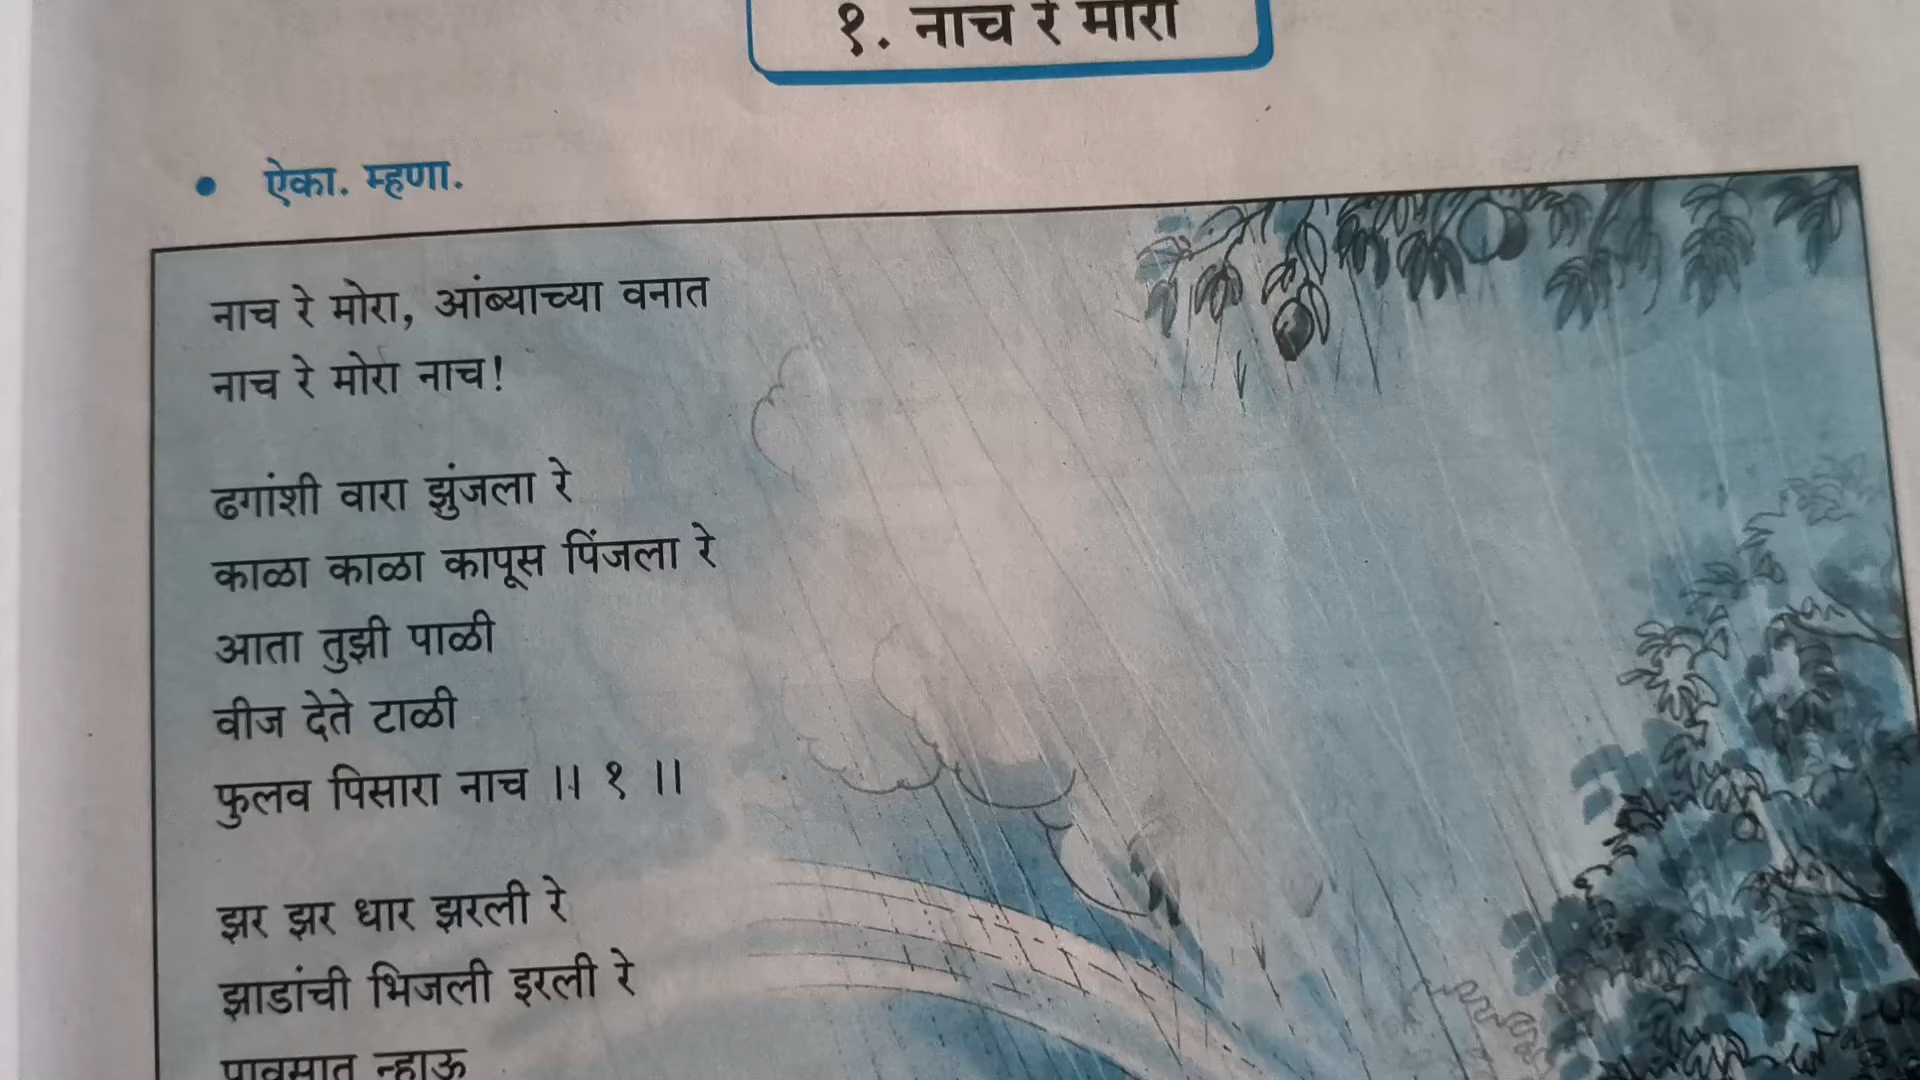 १. नाच रे मोरा
• ऐका. म्हणा.
नाच रे मोरा, आंब्याच्या वनात
नाच रे मोरा नाच!
ढगांशी वारा झुंजला रे
काळा काळा कापूस पिंजला रे
आता तुझी पाळी
वीज देते टाळी
फुलव पिसारा नाच ।। १ ।।
झर झर धार झरली रे
झाडांची भिजली इरली रे
पावसात न्हाऊ